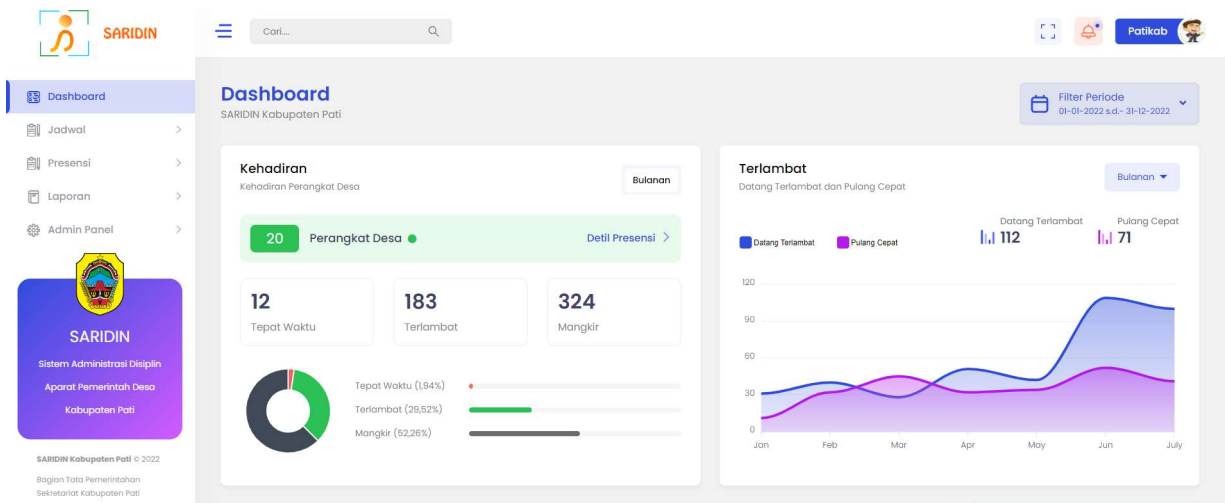 SARIDIN
Cari....
Patikab
Dashboard
Jadwal
Presensi
Laporan
Admin Panel
SARIDIN
Sistem Administrasi Disiplin
Aparat Pemerintah Desa
Kabupaten Pati
SARIDIN Kabupaten Pati © 2022
Bagian Tata Pemerintahan
Sekretariat Kabupaten Pati
Dashboard
SARIDIN Kabupaten Pati
Filter Periode
01-01-2022 s.d.- 31-12-2022
Kehadiran
Kehadiran Perangkat Desa
Bulanan
20 Perangkat Desa
Detil Presensi
12
Tepat Waktu
183
Terlambat
324
Mangkir
Tepat Waktu (1,94%)
Terlambat (29,52%)
Mangkir (52,26%)
Terlambat
Datang Terlambat dan Pulang Cepat
Bulanan
Datang Terlambat
Pulang Cepat
Datang Terlambat
112
Pulang Cepat
71
120
90
60
30
0
Jan Feb Mar Apr May Jun July